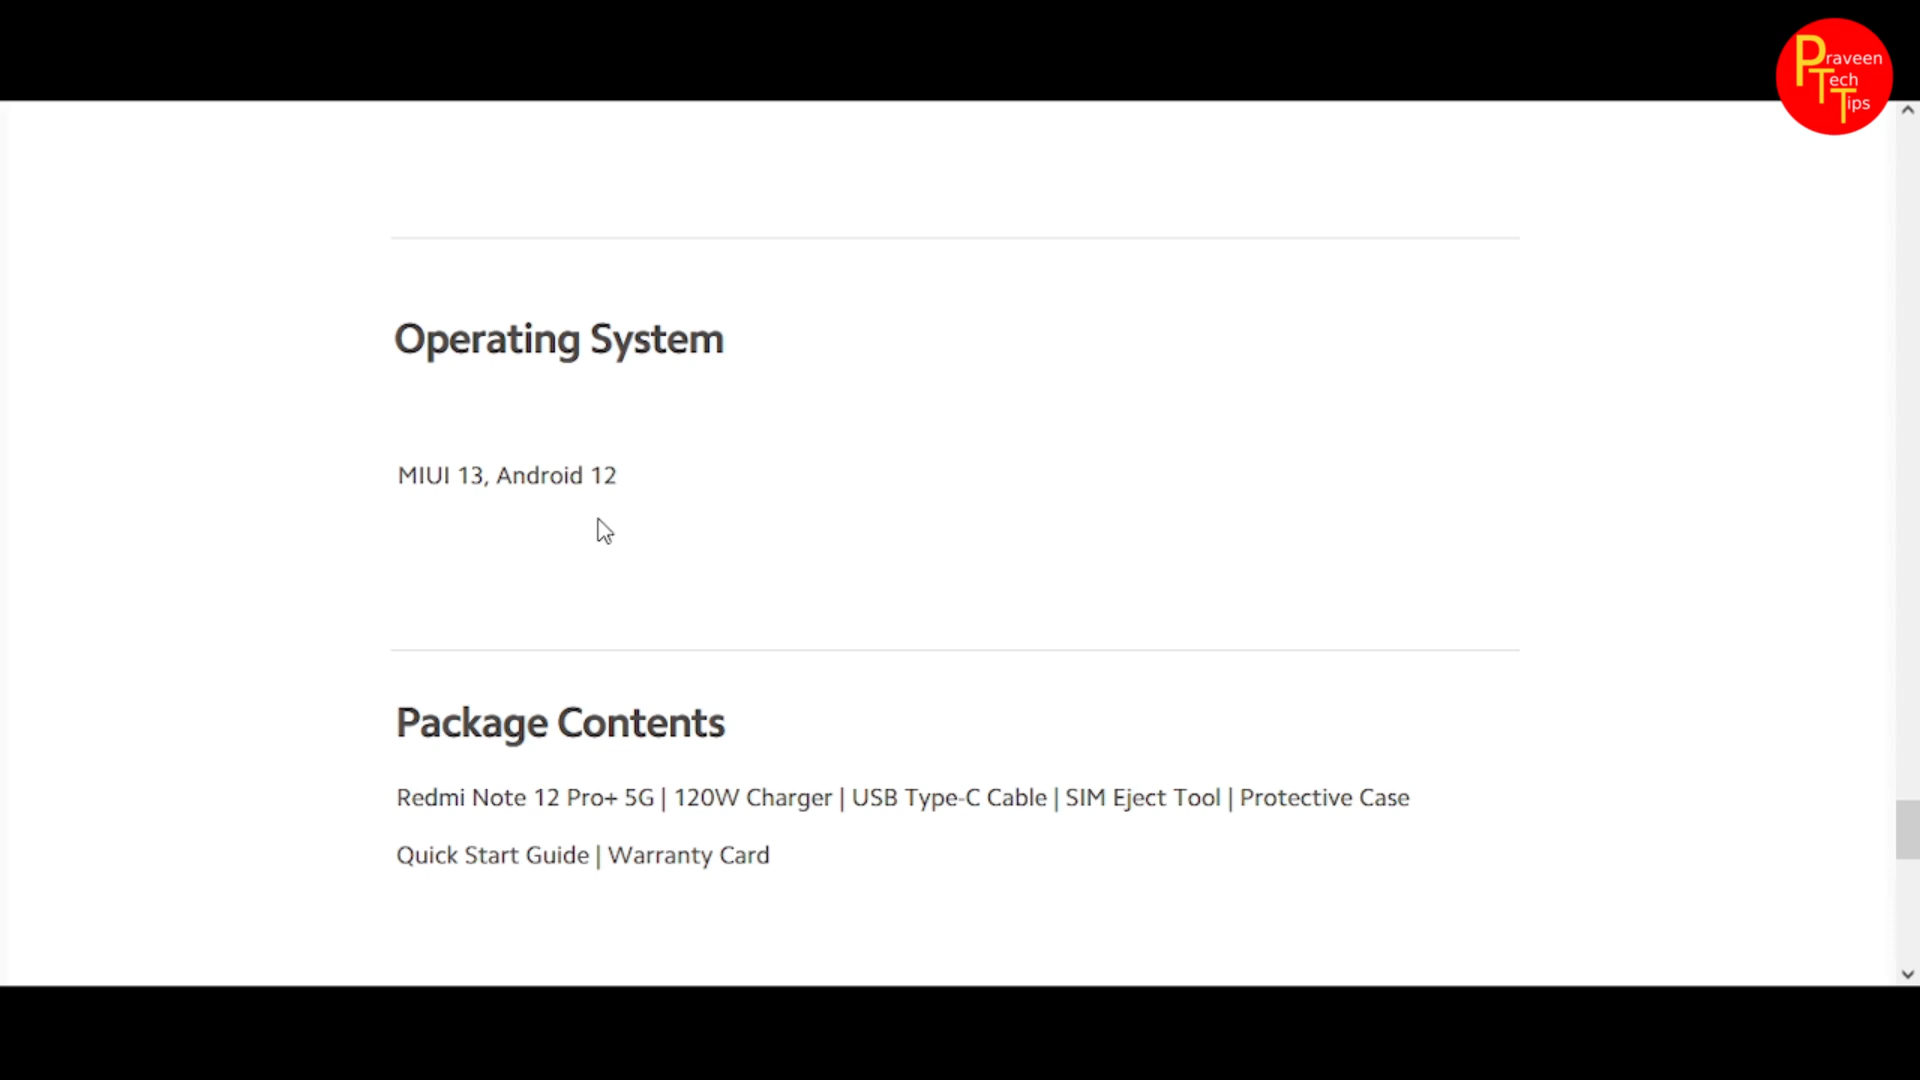 Praveen
Tech
Tips
Operating System
MIUI 13, Android 12
Package Contents
Redmi Note 12 Pro+ 5G | 120W Charger | USB Type-C Cable | SIM Eject Tool | Protective Case
Quick Start Guide | Warranty Card